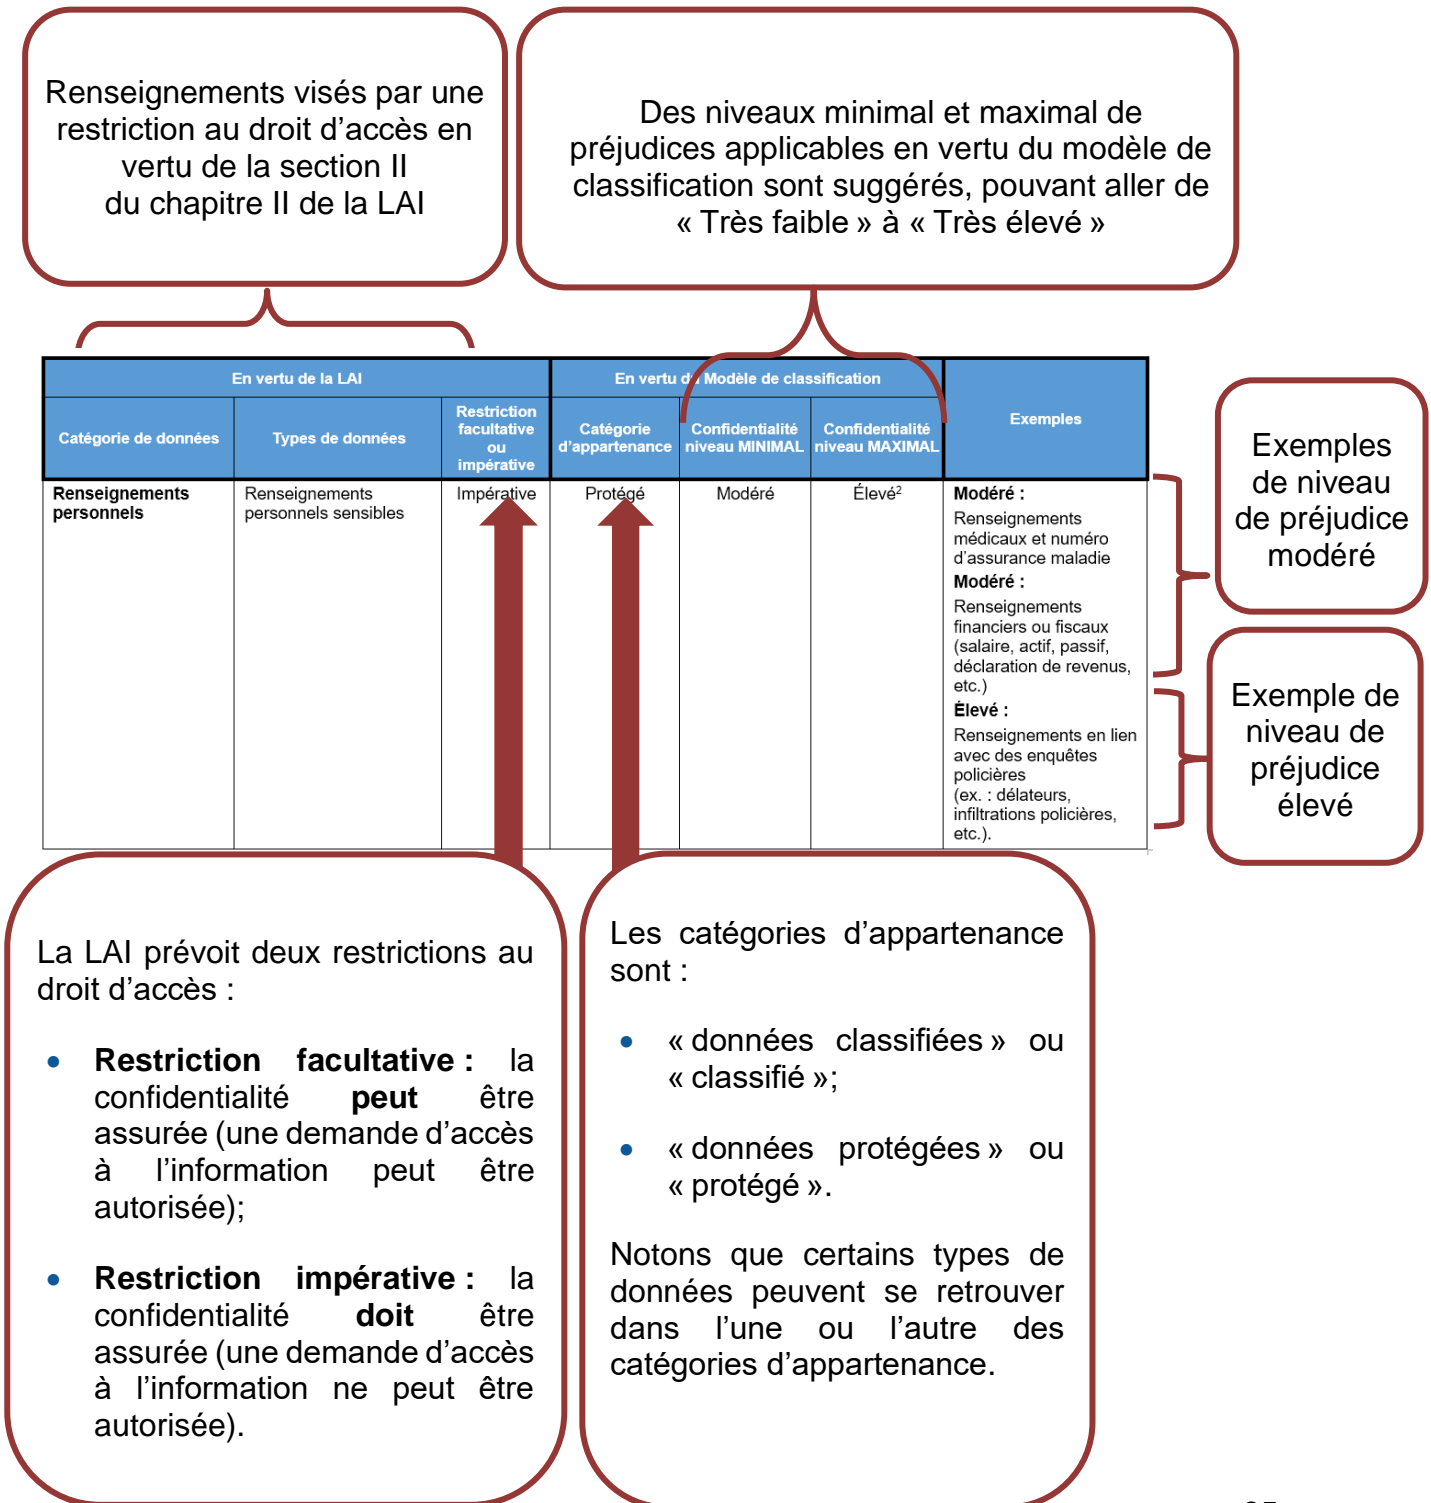 Renseignements visés par une
restriction au droit d'accès en
vertu de la section II
du chapitre II de la LAI
Des niveaux minimal et maximal de
préjudices applicables en vertu du modèle de
classification sont suggérés, pouvant aller de
« Très faible » à « Très élevé »
En vertu de la LAI
En vertu du Modèle de classification
Exemples
Catégorie de données
Types de données
Restriction
facultative
ou
impérative
Catégorie
d'appartenance
Confidentialité
niveau MINIMAL
Confidentialité
niveau MAXIMAL
Renseignements
personnels
Renseignements
personnels sensibles
Impérative
Protégé
Modéré
Élevé²
Modéré :
Renseignements
médicaux et numéro
d'assurance maladie
Modéré :
Renseignements
financiers ou fiscaux
(salaire, actif, passif,
déclaration de revenus,
etc.)
Élevé :
Renseignements en lien
avec des enquêtes
policières
(ex. : délateurs,
infiltrations policières,
etc.).
Exemples
de niveau
de préjudice
modéré
Exemple de
niveau de
préjudice
élevé
La LAI prévoit deux restrictions au
droit d'accès :
• Restriction facultative : la
confidentialité peut être
assurée (une demande d'accès
à l'information peut être
autorisée);
• Restriction impérative : la
confidentialité doit être
assurée (une demande d'accès
à l'information ne peut être
autorisée).
Les catégories d'appartenance
sont :
• « données classifiées » ou
« classifié »;
• « données protégées » ou
« protégé ».
Notons que certains types de
données peuvent se retrouver
dans l'une ou l'autre des
catégories d'appartenance.